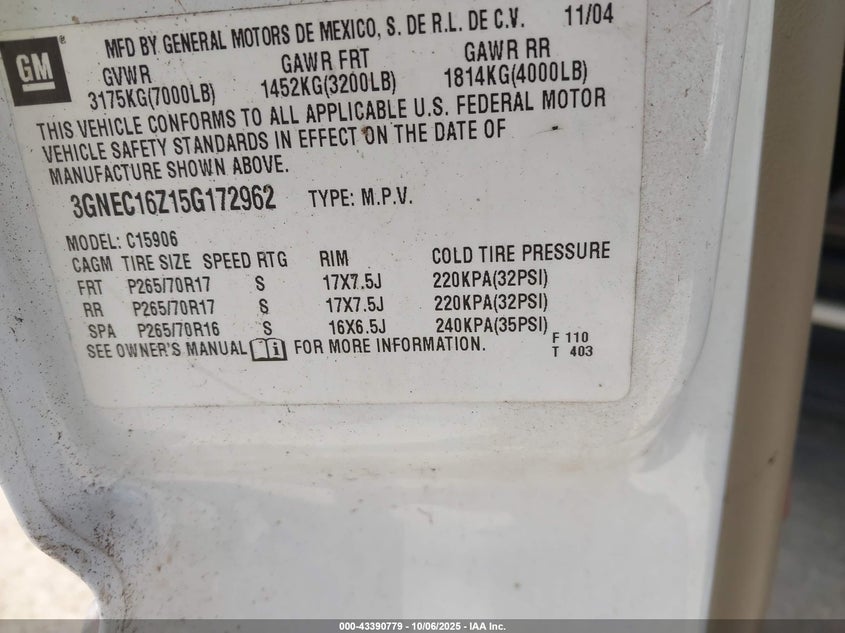 GM ®
MFD BY GENERAL MOTORS DE MEXICO, S. DE R.L. DE C.V. 11/04
GVWR GAWR FRT GAWR RR
3175KG(7000LB) 1452KG(3200LB) 1814KG(4000LB)
THIS VEHICLE CONFORMS TO ALL APPLICABLE U.S. FEDERAL MOTOR
VEHICLE SAFETY STANDARDS IN EFFECT ON THE DATE OF
MANUFACTURE SHOWN ABOVE.
3GNEC16Z15G172962 TYPE: M.P.V.
MODEL: C15906
CAGM TIRE SIZE SPEED RTG RIM COLD TIRE PRESSURE
FRT P265/70R17 S 17X7.5J 220KPA(32PSI)
RR P265/70R17 S 17X7.5J 220KPA(32PSI)
SPA P265/70R16 S 16X6.5J 240KPA(35PSI)
SEE OWNER'S MANUAL FOR MORE INFORMATION.
F 110
T 403
000-43390779 - 10/06/2025 - IAA Inc.